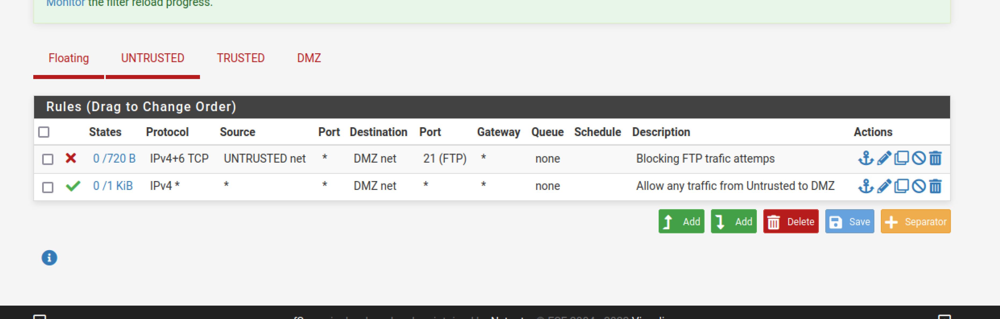 Monitor the filter reload progress.
Floating UNTRUSTED TRUSTED DMZ
Rules (Drag to Change Order)
States Protocol Source Port Destination Port Gateway Queue Schedule Description Actions
0 /720 B IPv4+6 TCP UNTRUSTED net * DMZ net 21 (FTP) * none Blocking FTP trafic attemps
0 /1 KiB IPv4 * * * DMZ net * * none Allow any traffic from Untrusted to DMZ
Add Add Delete Save Separator